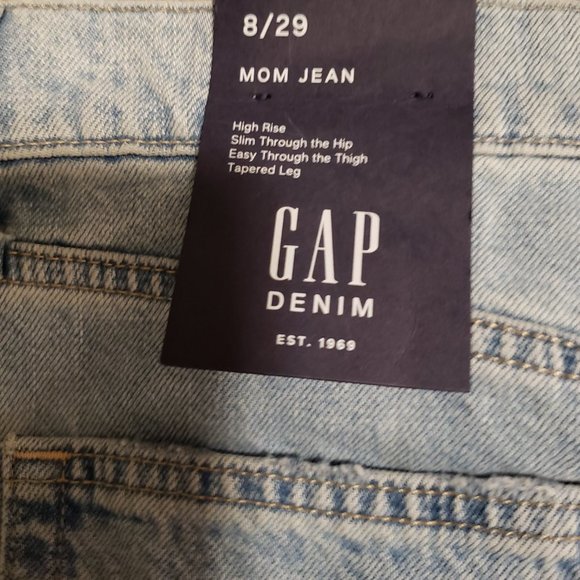 8/29
MOM JEAN
High Rise
Slim Through the Hip
Easy Through the Thigh
Tapered Leg
GAP
DENIM
EST. 1969